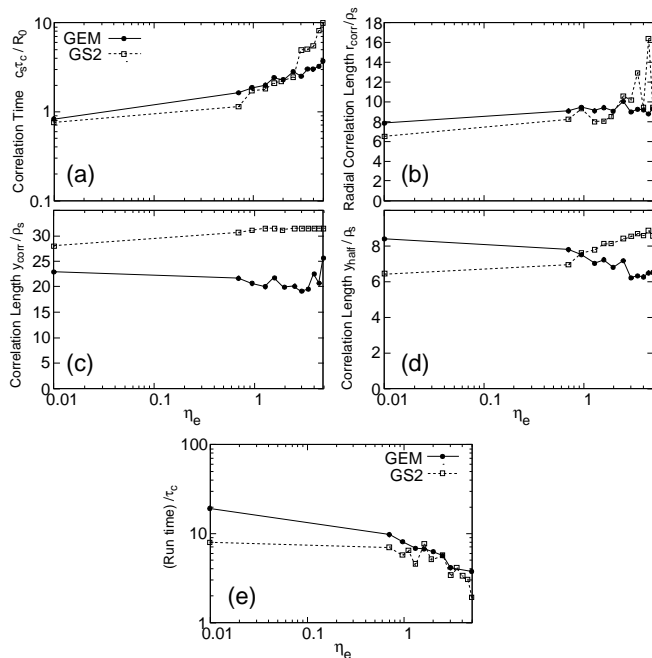 Correlation Time c_sτ_c / R_0
10
1
0.1
GEM
GS2
(a)
Radial Correlation Length r_corr/ρ_s
18
16
14
12
10
8
6
4
2
0
GEM
GS2
(b)
Correlation Length y_corr/ρ_s
30
25
20
15
10
5
0
(c)
0.01 0.1 1
η_e
Correlation Length y_half/ρ_s
8
6
4
2
0
(d)
0.01 0.1 1
η_e
(Run time) /τ_c
100
10
1
GEM
GS2
(e)
0.01 0.1 1
η_e